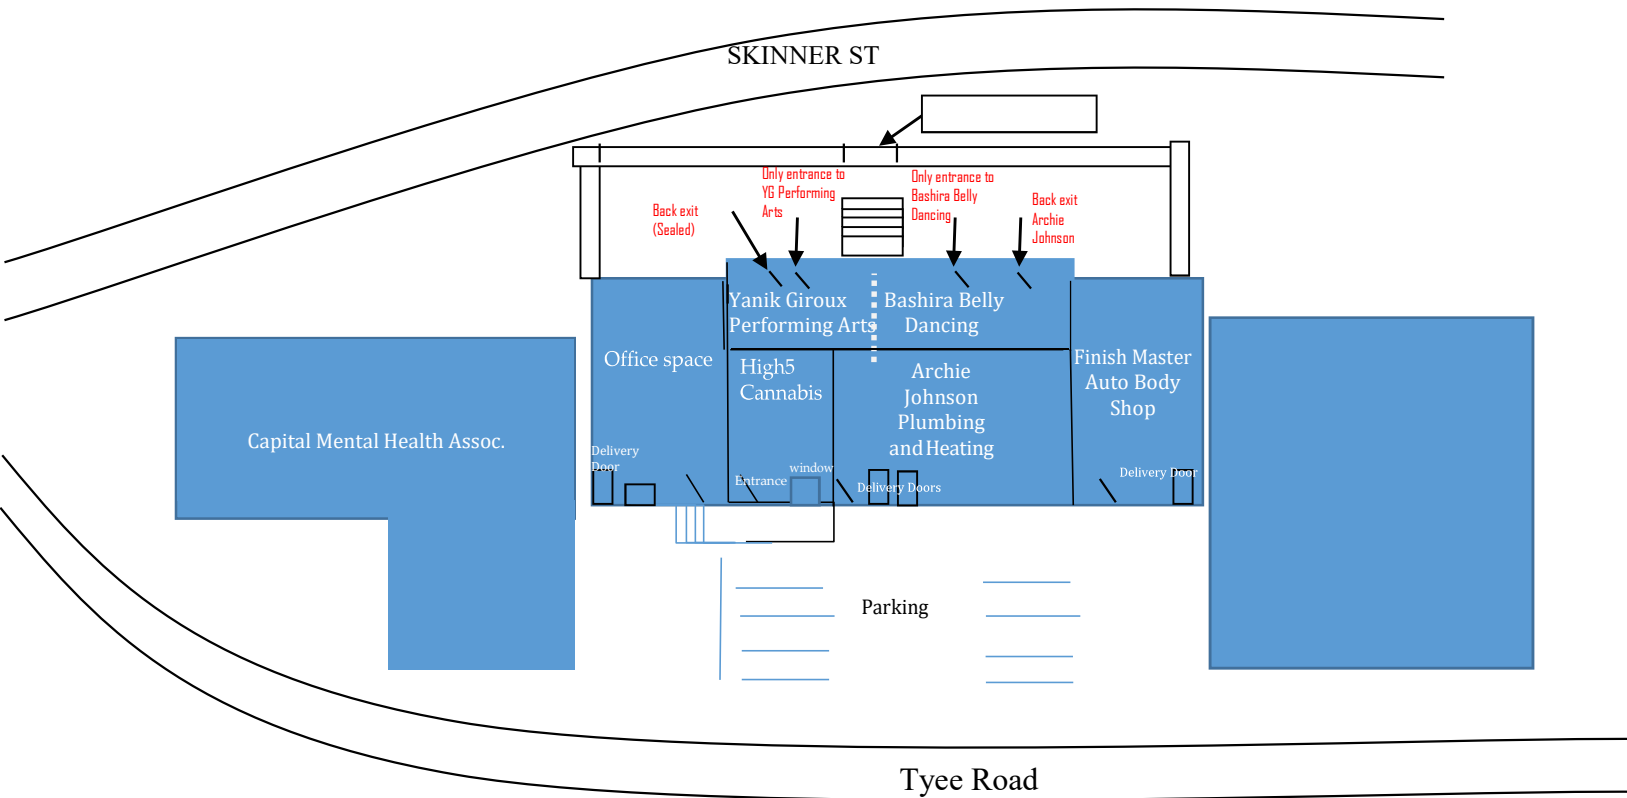 SKINNER ST
Only entrance to
YG Performing
Arts
Only entrance to
Bashira Belly
Dancing
Back exit
(Sealed)
Back exit
Archie
Johnson
Yanik Giroux
Performing Arts
Bashira Belly
Dancing
Office space
High5
Cannabis
Archie
Johnson
Plumbing
and Heating
Finish Master
Auto Body
Shop
Capital Mental Health Assoc.
Delivery
Door
Entrance
window
Delivery Doors
Delivery Door
Parking
Tyee Road